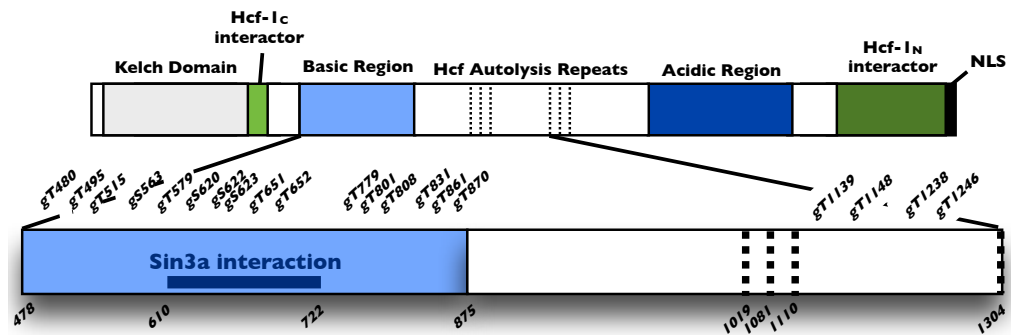 Hcf-1C
interactor
Kelch Domain
Basic Region
Hcf Autolysis Repeats
Acidic Region
Hcf-1N
interactor
NLS
gT480
gT495
gT515
gS563
gT579
gS620
gS622
gS623
gT651
gT652
gT779
gT801
gT808
gT831
gT861
gT870
gT1139
gT1148
gT1238
gT1246
Sin3a interaction
478
610
722
875
1019
1081
1110
1304